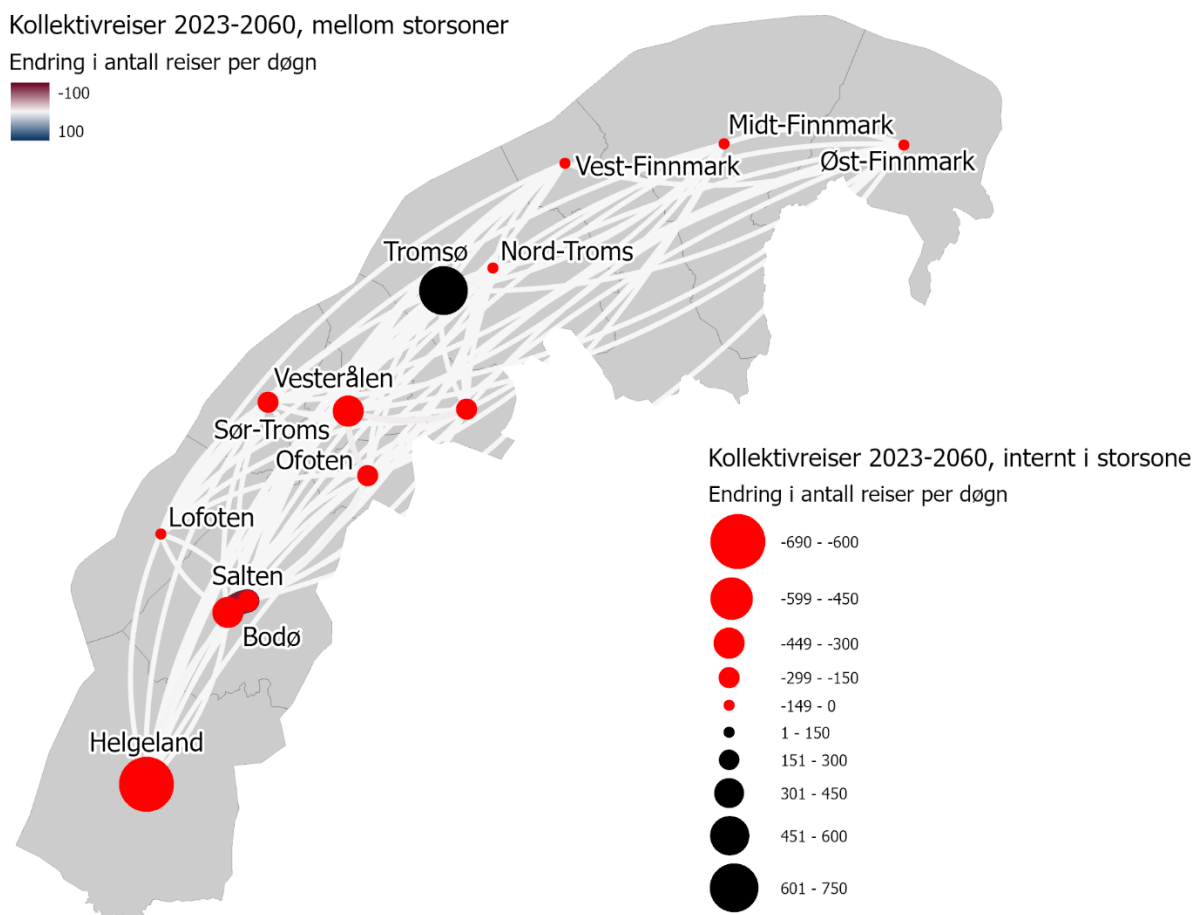 Kollektivreiser 2023-2060, mellom storsoner
Endring i antall reiser per døgn
-100
100
Midt-Finnmark
Vest-Finnmark
Øst-Finnmark
Tromsø
Nord-Troms
Vesterålen
Sør-Troms
Ofoten
Lofoten
Salten
Bodø
Helgeland
Kollektivreiser 2023-2060, internt i storsone
Endring i antall reiser per døgn
-690 - -600
-599 - -450
-449 - -300
-299 - -150
-149 - 0
1 - 150
151 - 300
301 - 450
451 - 600
601 - 750